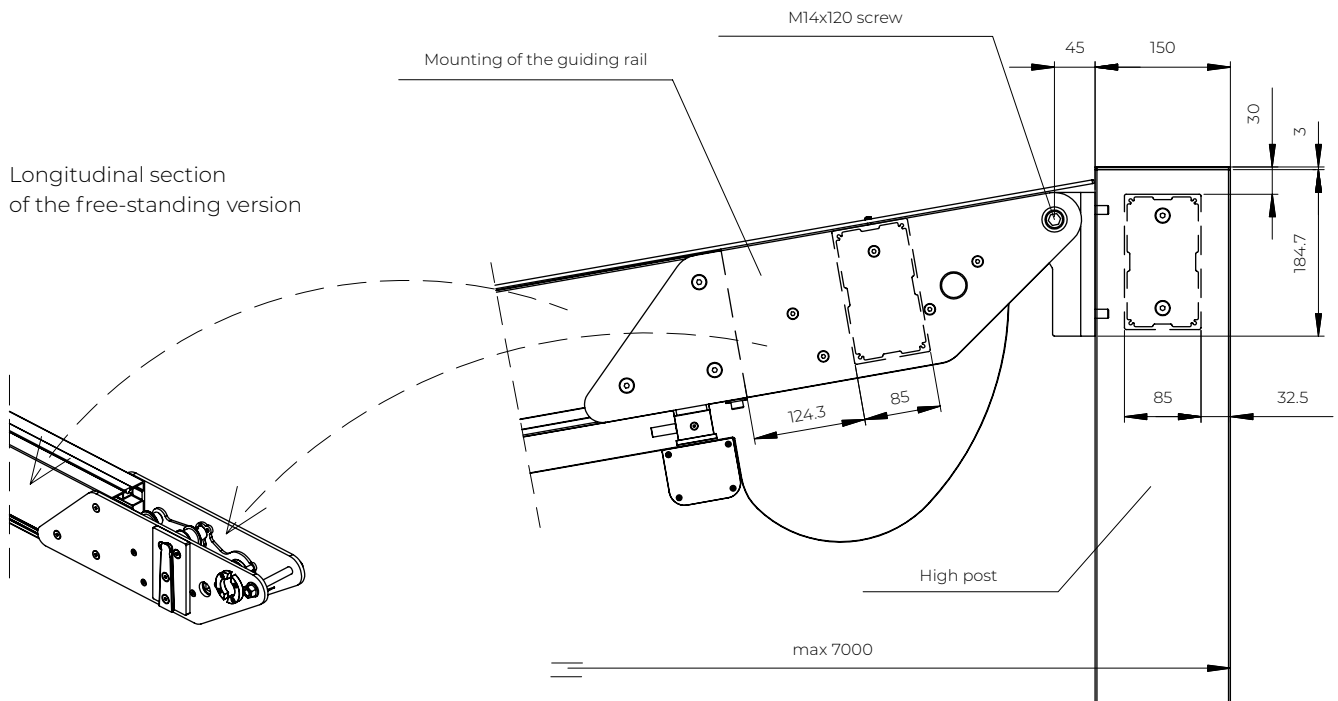 M14x120 screw
45
150
Mounting of the guiding rail
30
3
Longitudinal section
of the free-standing version
184.7
124.3
85
85
32.5
High post
max 7000